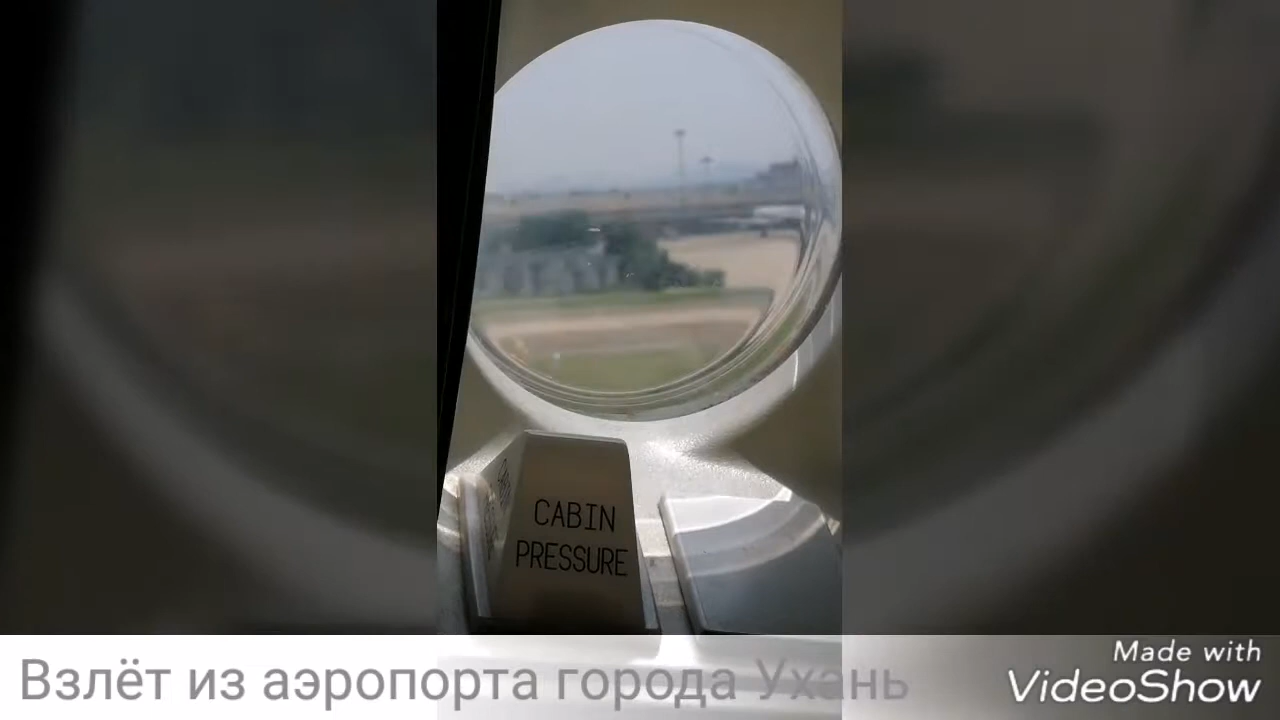 CABIN
PRESSURE
Взлёт из аэропорта города Ухань
Made with
VideoShow